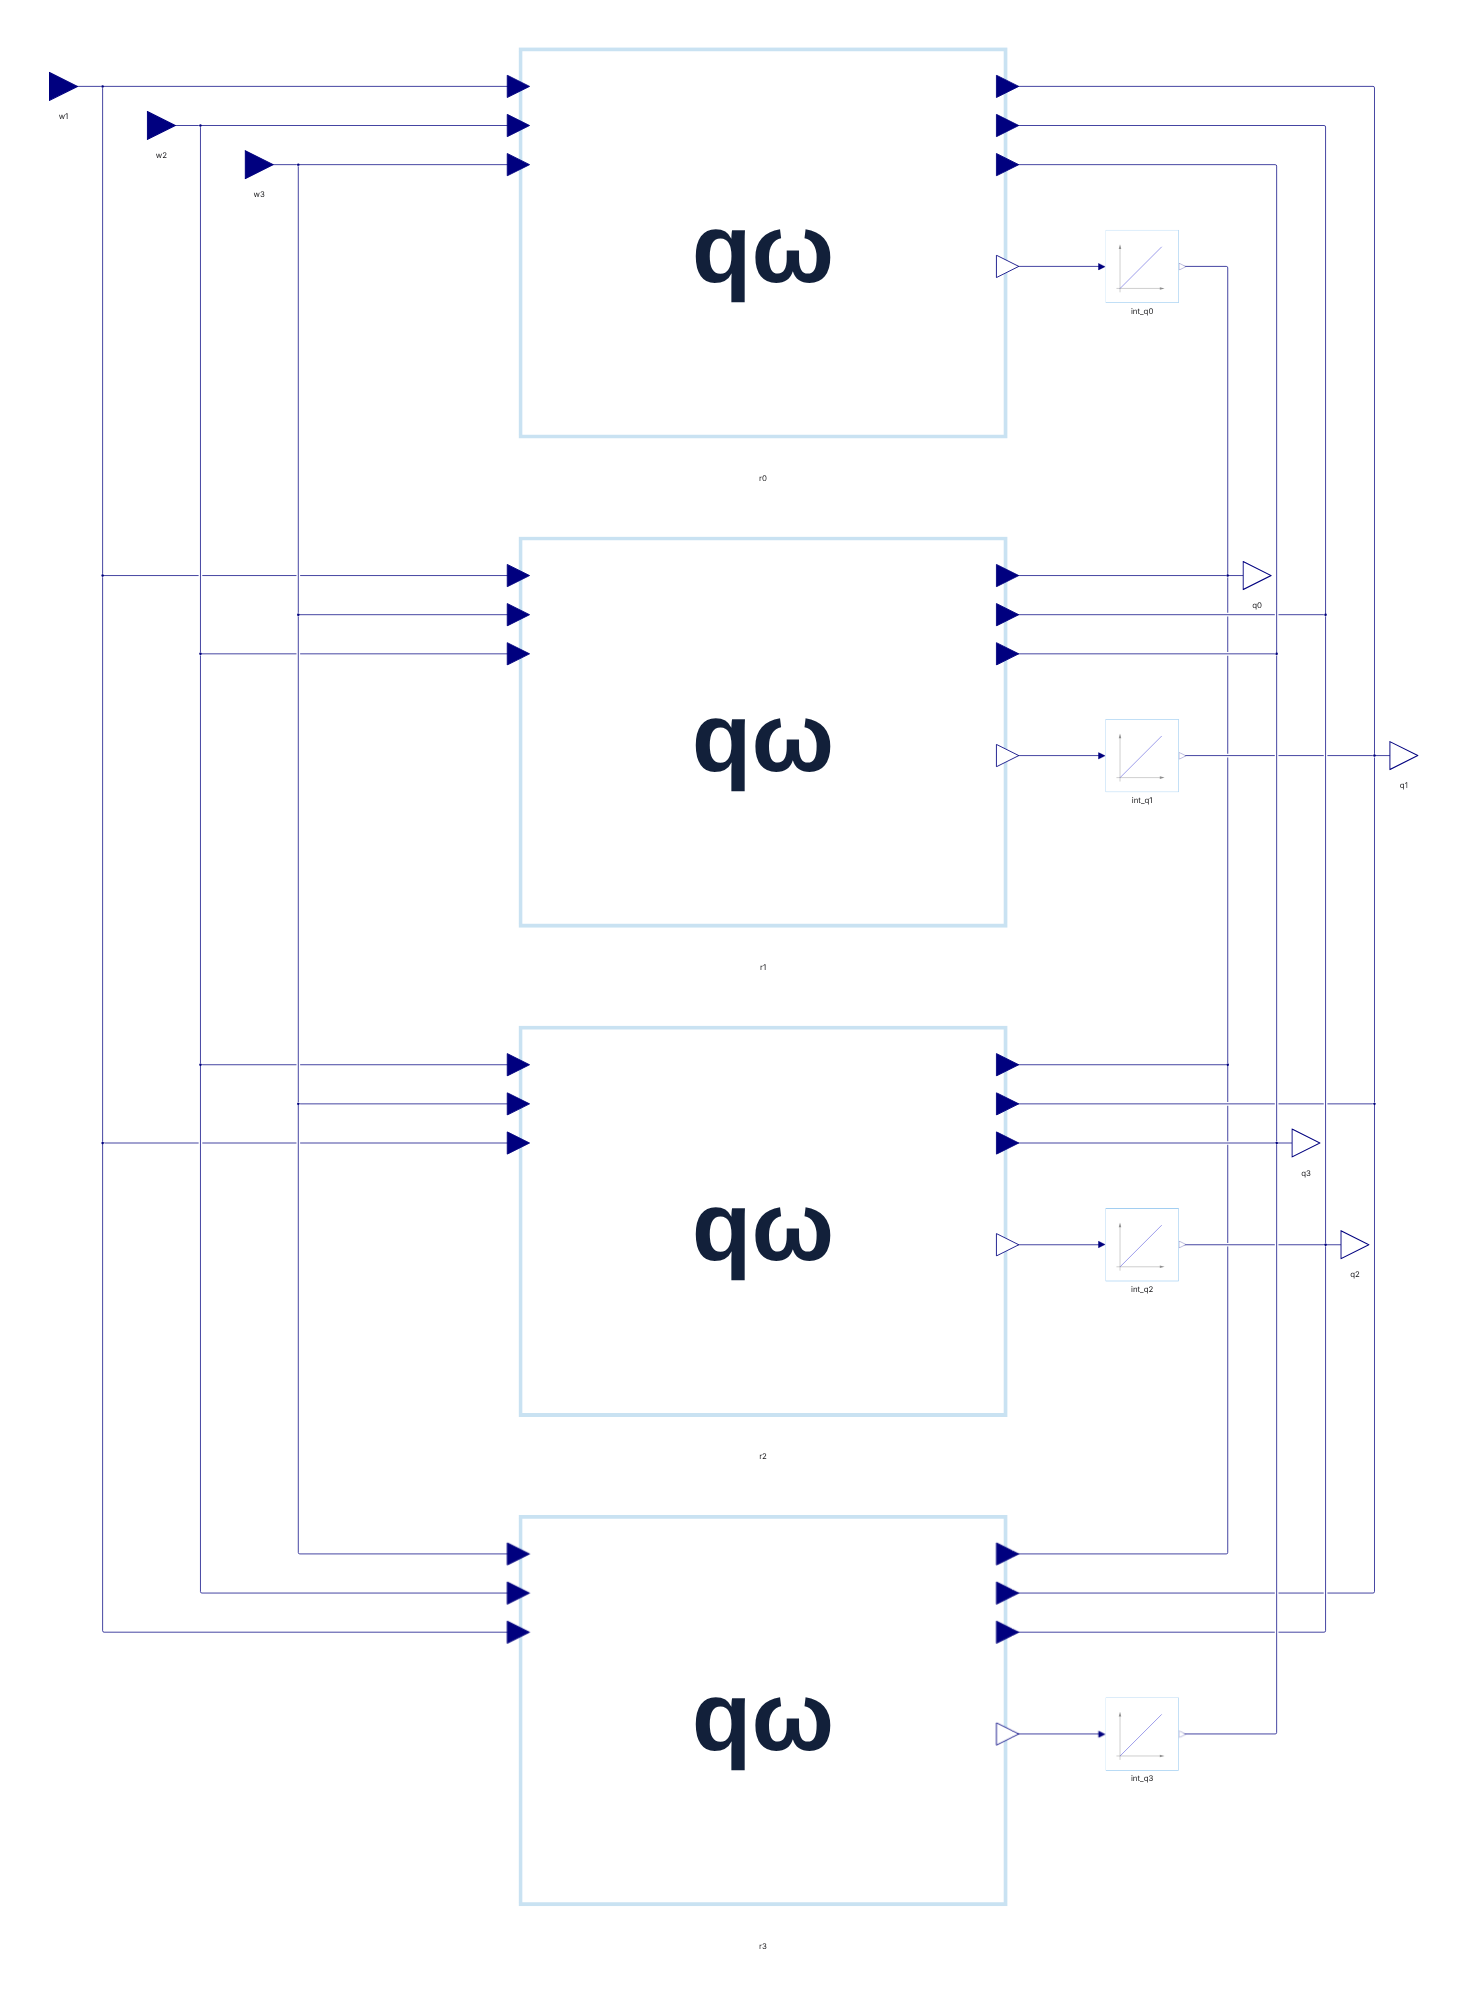 w1
w2
w3
qω
int_q0
r0
q0
qω
q1
int_q1
r1
q3
qω
q2
int_q2
r2
qω
int_q3
r3